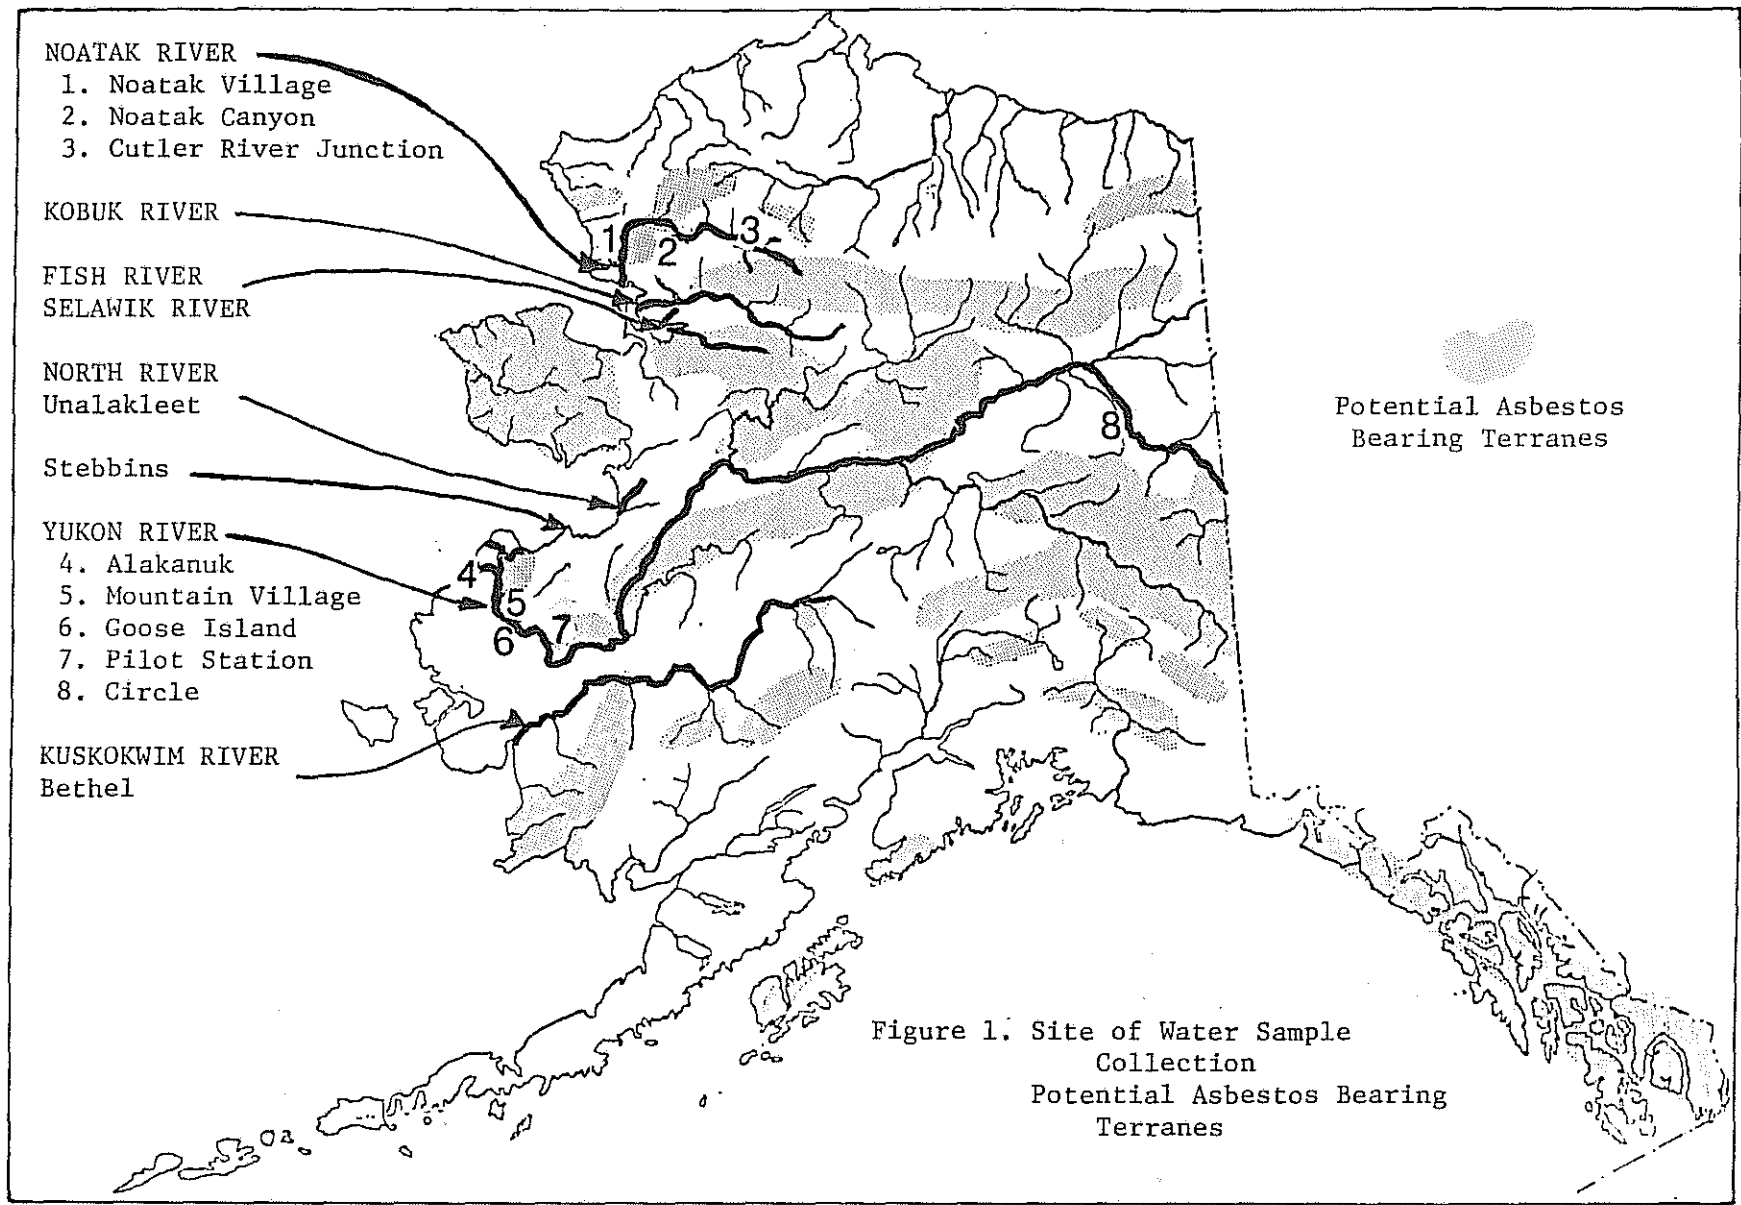 NOATAK RIVER
1. Noatak Village
2. Noatak Canyon
3. Cutler River Junction
KOBUK RIVER
FISH RIVER
SELAWIK RIVER
NORTH RIVER
Unalakleet
Stebbins
YUKON RIVER
4. Alakanuk
5. Mountain Village
6. Goose Island
7. Pilot Station
8. Circle
KUSKOKWIM RIVER
Bethel
1
2
3
4
5
6
7
8
Potential Asbestos
Bearing Terranes
Figure 1. Site of Water Sample
Collection
Potential Asbestos Bearing
Terranes